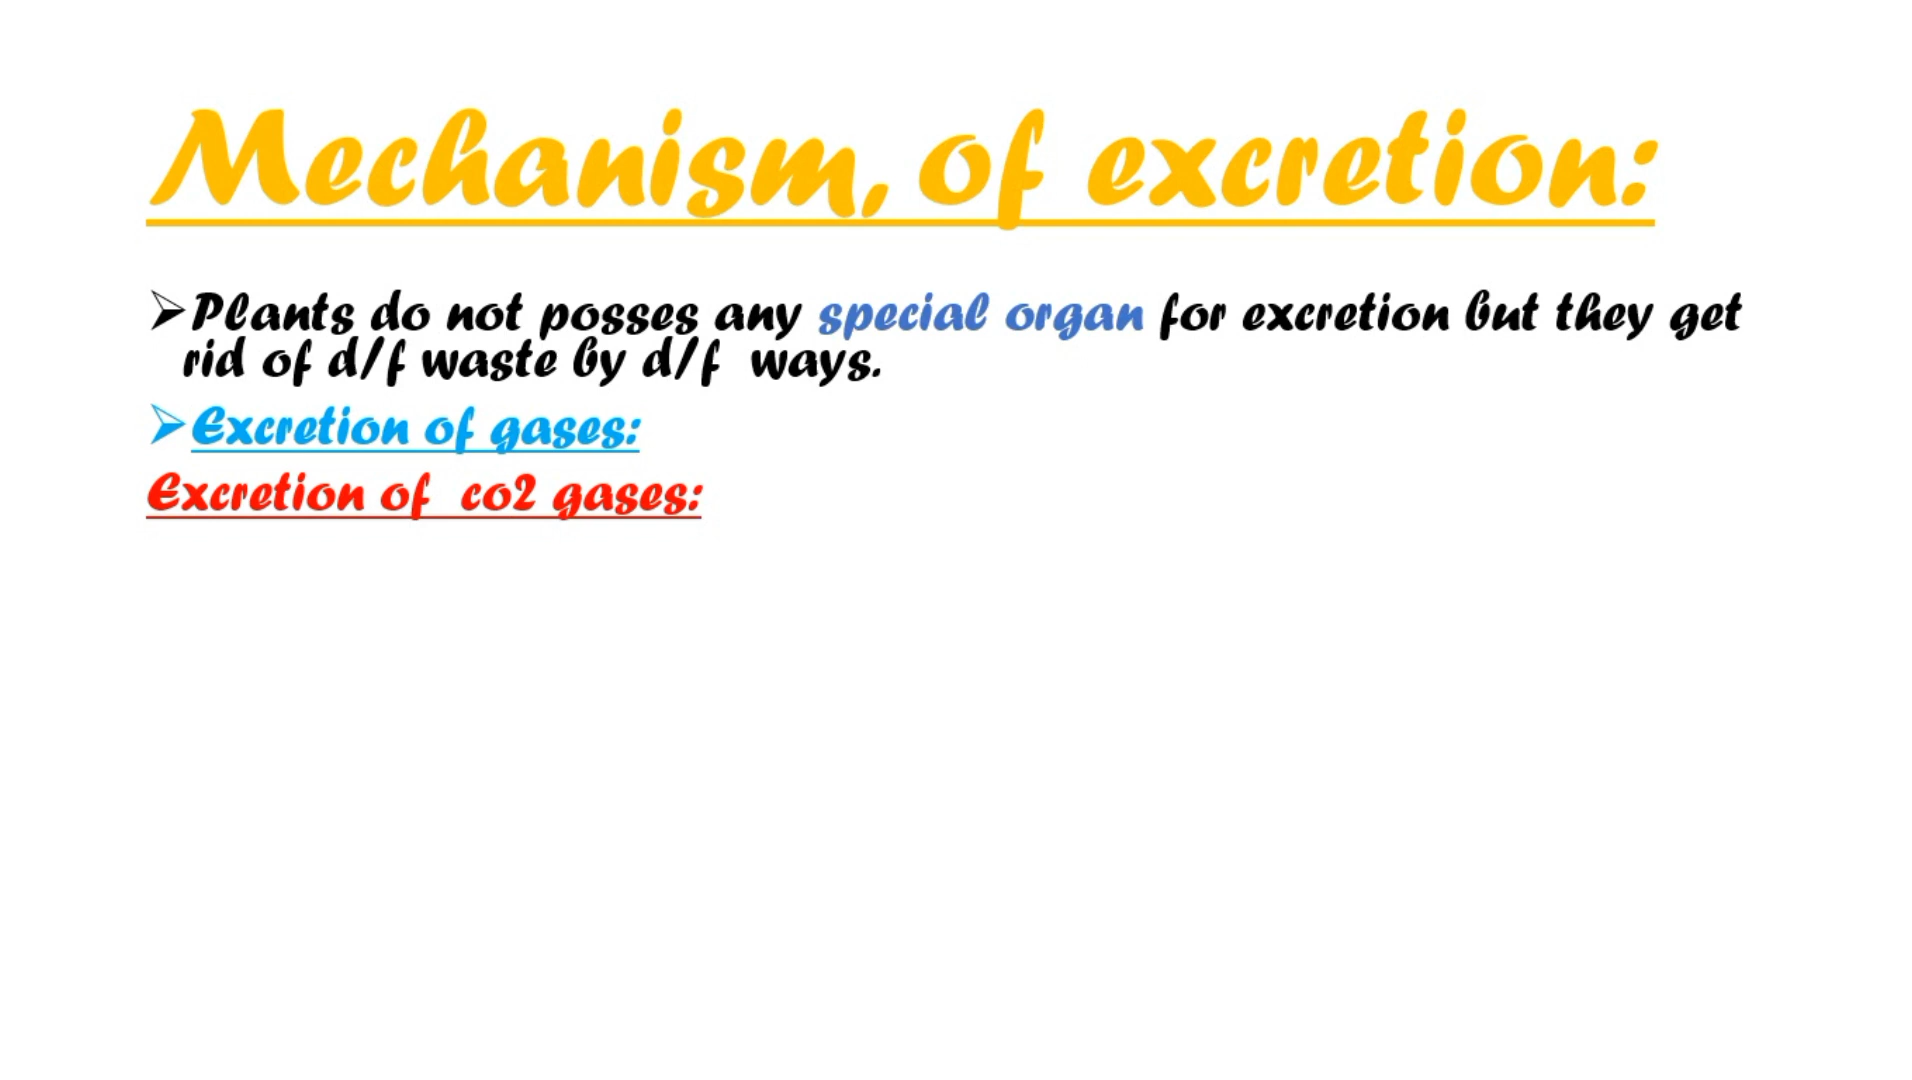 Mechanism, of excretion:
➢Plants do not posses any special organ for excretion but they get
rid of d/f waste by d/f ways.
➢Excretion of gases:
Excretion of co2 gases: